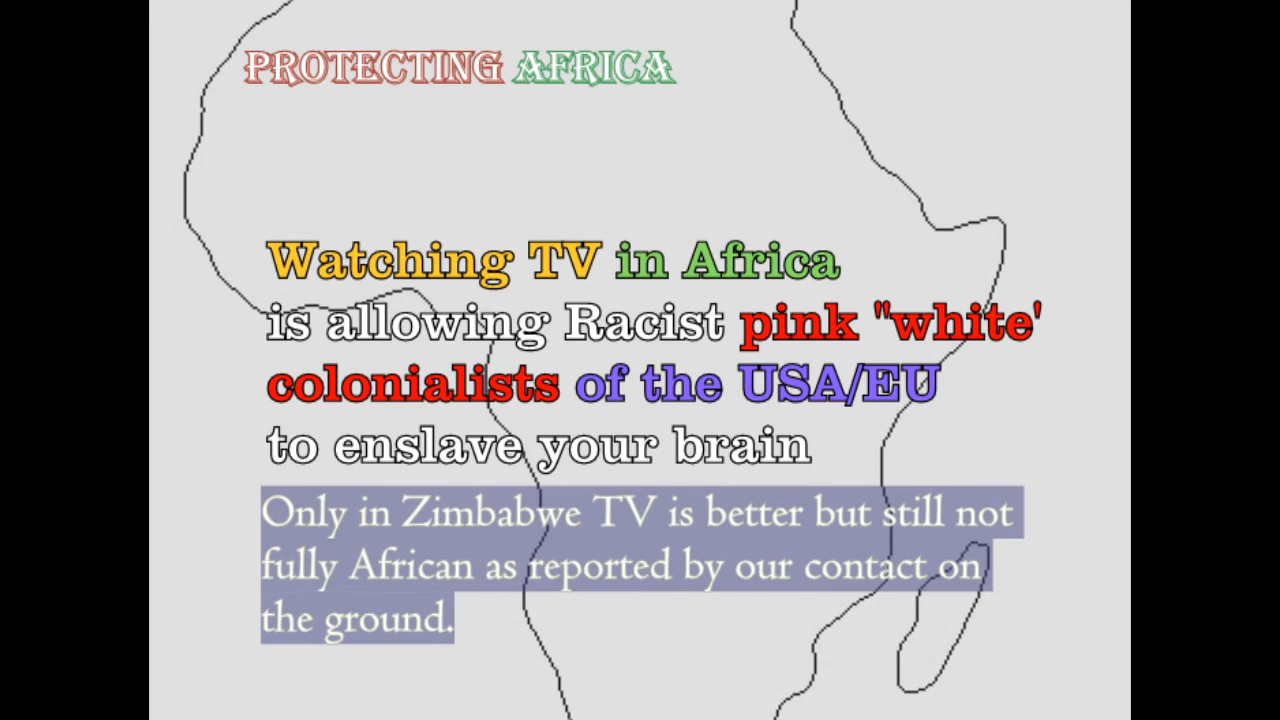 PROTECTING AFRICA
Watching TV in Africa
is allowing Racist pink "white'
colonialists of the USA/EU
to enslave your brain
Only in Zimbabwe TV is better but still not
fully African as reported by our contact on
the ground.